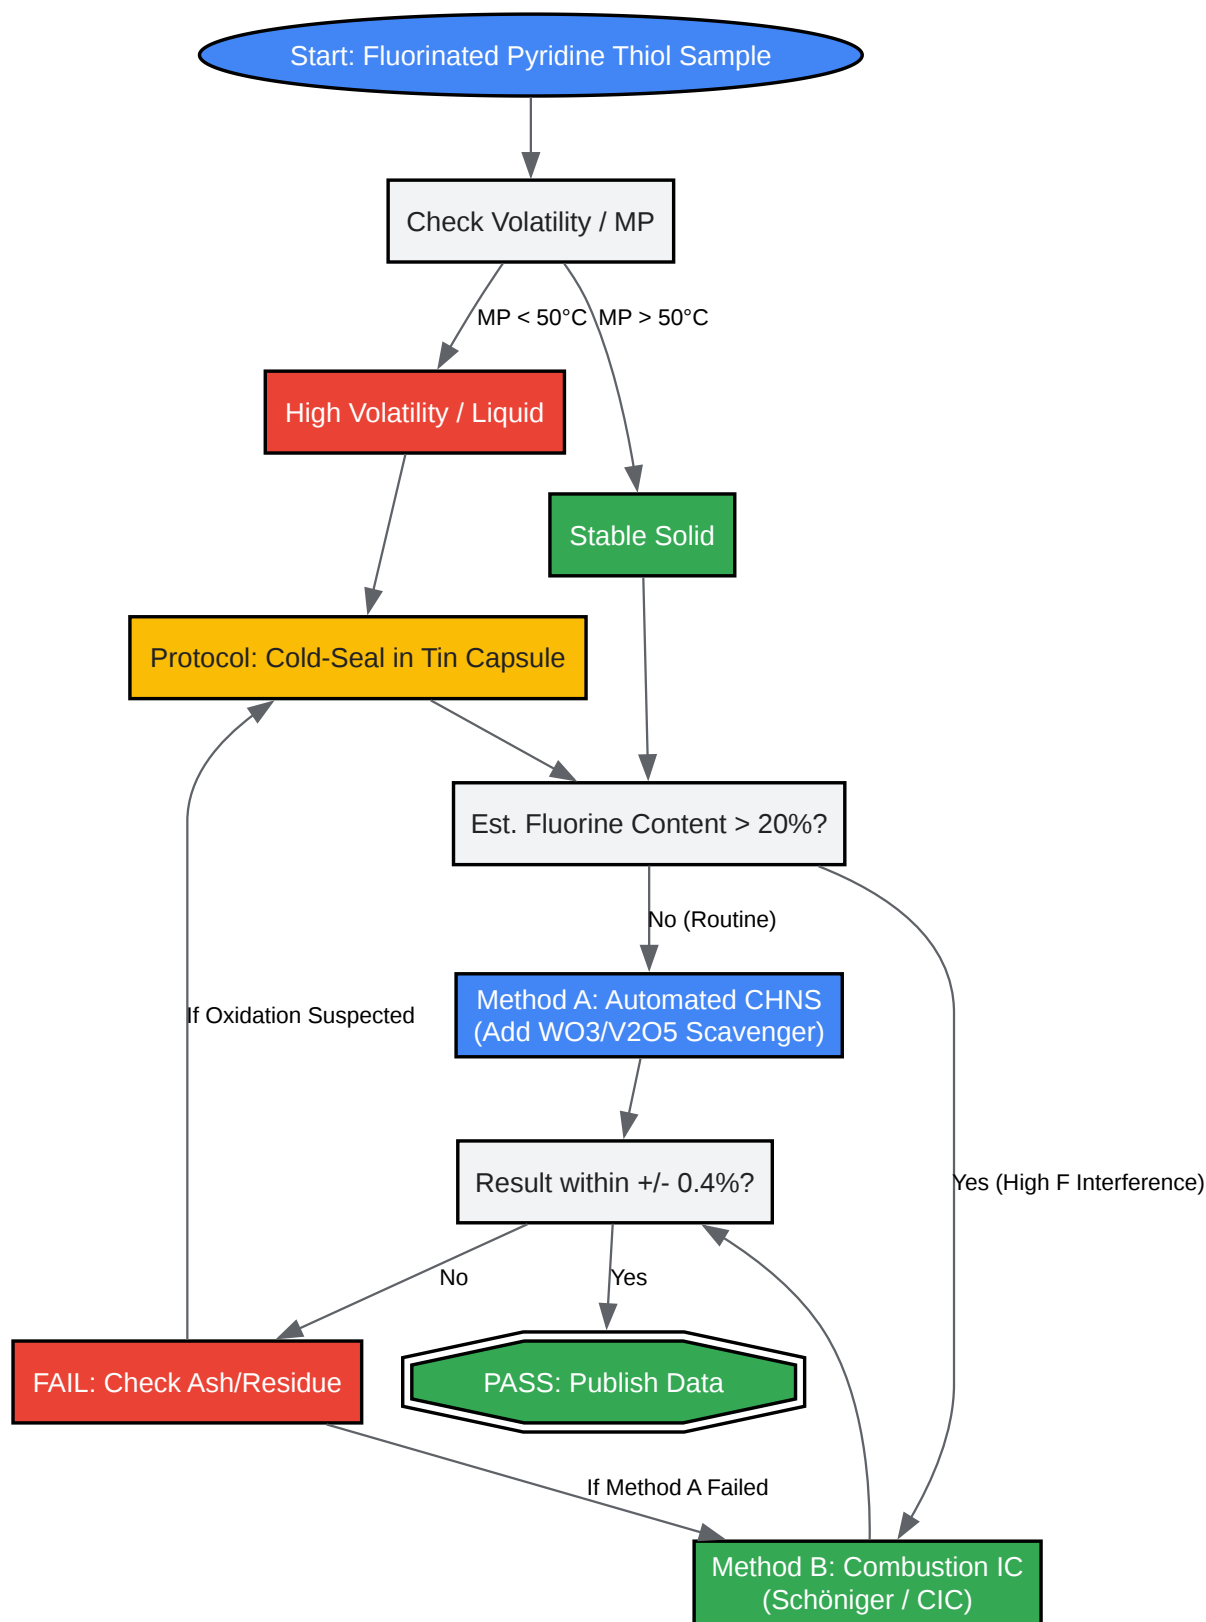 Start: Fluorinated Pyridine Thiol Sample
Check Volatility / MP
MP < 50°C
MP > 50°C
High Volatility / Liquid
Stable Solid
Protocol: Cold-Seal in Tin Capsule
Est. Fluorine Content > 20%?
No (Routine)
Method A: Automated CHNS
(Add WO3/V2O5 Scavenger)
If Oxidation Suspected
Result within +/- 0.4%?
Yes (High F Interference)
No
Yes
FAIL: Check Ash/Residue
PASS: Publish Data
If Method A Failed
Method B: Combustion IC
(Schöniger / CIC)